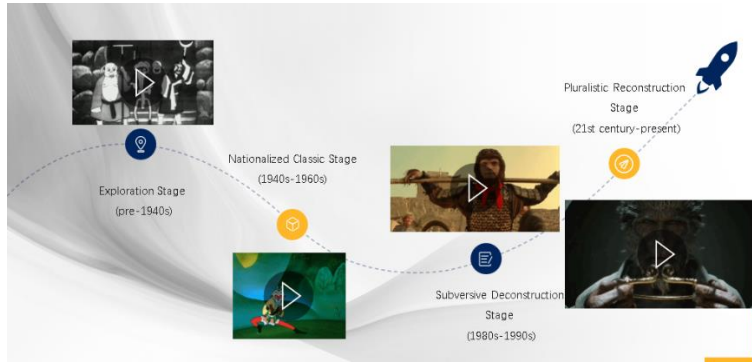 Exploration Stage
(pre-1940s)
Nationalized Classic Stage
(1940s-1960s)
Subversive Deconstruction
Stage
(1980s-1990s)
Pluralistic Reconstruction
Stage
(21st century-present)